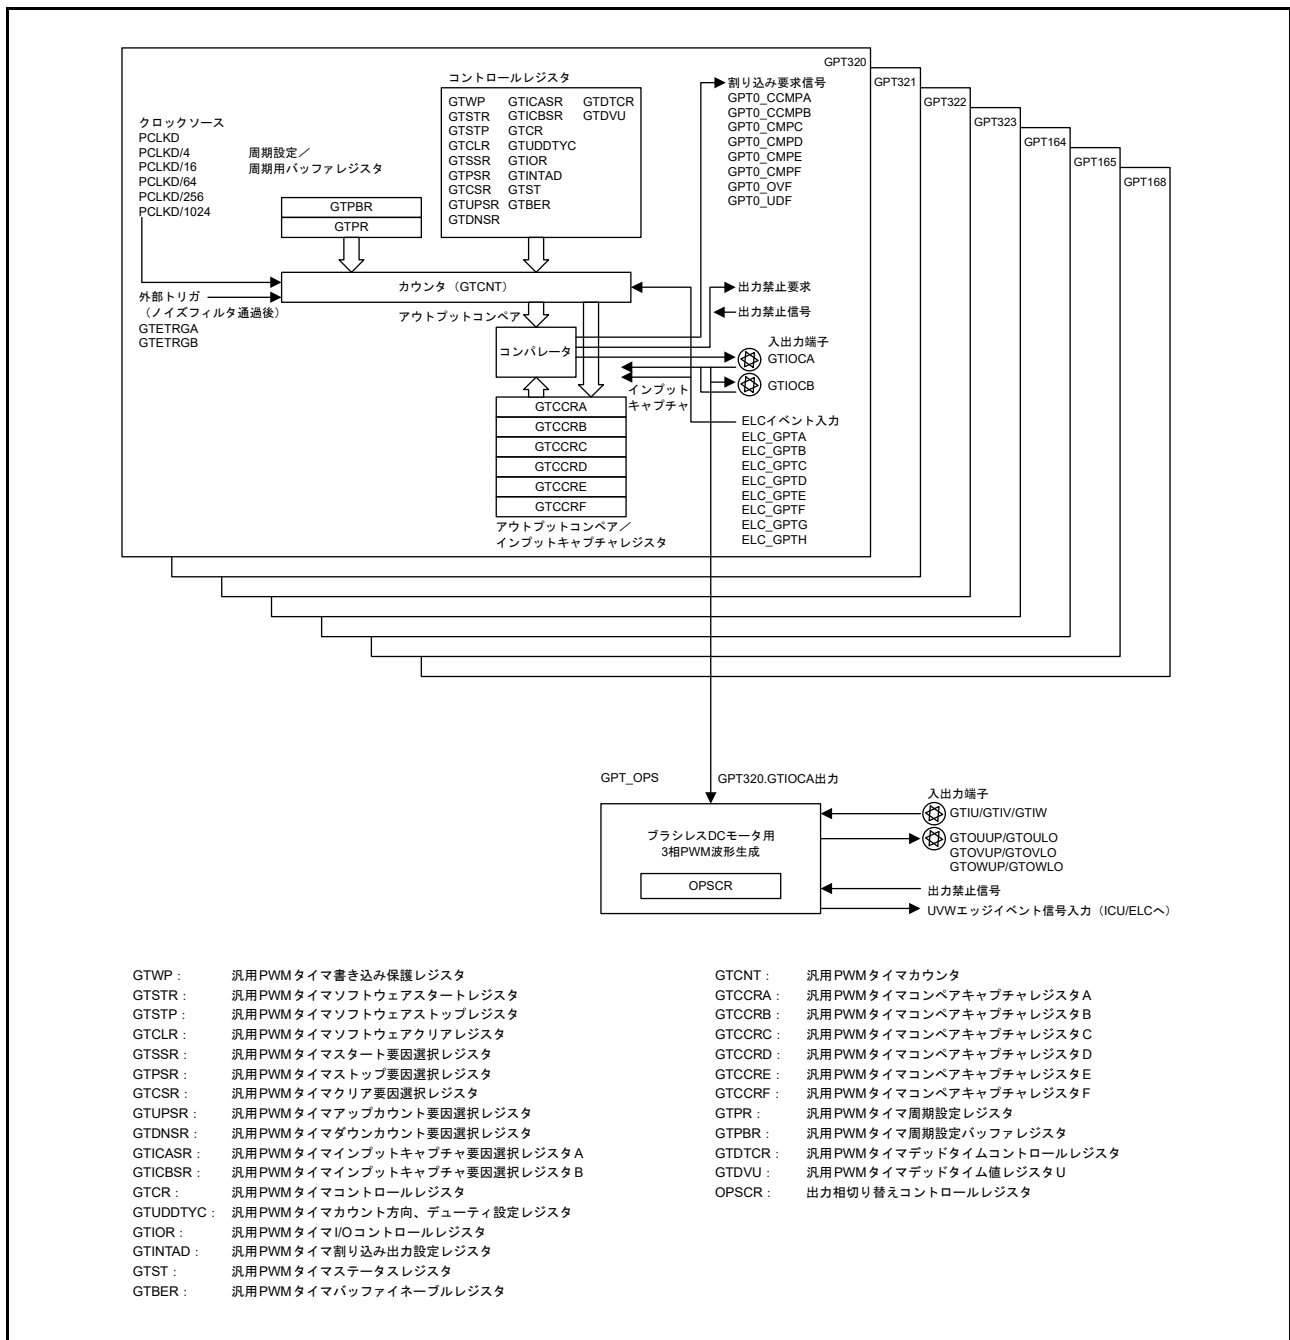 GPT320
GPT321
GPT322
GPT323
GPT164
GPT165
GPT168
クロックソース
PCLKD
PCLKD/4
PCLKD/16
PCLKD/64
PCLKD/256
PCLKD/1024
周期設定／
周期用バッファレジスタ
GTPBR
GTPR
コントロールレジスタ
GTWP GTICASR GTDTCR
GTSTR GTICBSR GTDVU
GTSTP GTCR
GTCLR GTUDDTYC
GTSSR GTIOR
GTPSR GTINTAD
GTCSR GTST
GTUPSR GTBER
GTDNSR
割り込み要求信号
GPT0_CCMPA
GPT0_CCMPB
GPT0_CMPC
GPT0_CMPD
GPT0_CMPE
GPT0_CMPF
GPT0_OVF
GPT0_UDF
カウンタ（GTCNT）
外部トリガ
（ノイズフィルタ通過後）
GTETRGA
GTETRGB
アウトプットコンペア
コンパレータ
出力禁止要求
出力禁止信号
入出力端子
GTIOCA
GTIOCB
インプット
キャプチャ
GTCCRA
GTCCRB
GTCCRC
GTCCRD
GTCCRE
GTCCRF
アウトプットコンペア／
インプットキャプチャレジスタ
ELCイベント入力
ELC_GPTA
ELC_GPTB
ELC_GPTC
ELC_GPTD
ELC_GPTE
ELC_GPTF
ELC_GPTG
ELC_GPTH
GPT_OPS
GPT320.GTIOCA出力
ブラシレスDCモータ用
3相PWM波形生成
OPSCR
入出力端子
GTIU/GTIV/GTIW
GTOUUP/GTOULO
GTOVUP/GTOVLO
GTOWUP/GTOWLO
出力禁止信号
UVWエッジイベント信号入力（ICU/ELCへ）
GTWP： 汎用PWMタイマ書き込み保護レジスタ
GTSTR： 汎用PWMタイマソフトウェアスタートレジスタ
GTSTP： 汎用PWMタイマソフトウェアストップレジスタ
GTCLR： 汎用PWMタイマソフトウェアクリアレジスタ
GTSSR： 汎用PWMタイマスタート要因選択レジスタ
GTPSR： 汎用PWMタイマストップ要因選択レジスタ
GTCSR： 汎用PWMタイマクリア要因選択レジスタ
GTUPSR： 汎用PWMタイマアップカウント要因選択レジスタ
GTDNSR： 汎用PWMタイマダウンカウント要因選択レジスタ
GTICASR： 汎用PWMタイマインプットキャプチャ要因選択レジスタA
GTICBSR： 汎用PWMタイマインプットキャプチャ要因選択レジスタB
GTCR： 汎用PWMタイマコントロールレジスタ
GTUDDTYC： 汎用PWMタイマカウント方向、デューティ設定レジスタ
GTIOR： 汎用PWMタイマI/Oコントロールレジスタ
GTINTAD： 汎用PWMタイマ割り込み出力設定レジスタ
GTST： 汎用PWMタイマステータスレジスタ
GTBER： 汎用PWMタイマバッファイネーブルレジスタ
GTCNT： 汎用PWMタイマカウンタ
GTCCRA： 汎用PWMタイマコンペアキャプチャレジスタA
GTCCRB： 汎用PWMタイマコンペアキャプチャレジスタB
GTCCRC： 汎用PWMタイマコンペアキャプチャレジスタC
GTCCRD： 汎用PWMタイマコンペアキャプチャレジスタD
GTCCRE： 汎用PWMタイマコンペアキャプチャレジスタE
GTCCRF： 汎用PWMタイマコンペアキャプチャレジスタF
GTPR： 汎用PWMタイマ周期設定レジスタ
GTPBR： 汎用PWMタイマ周期設定バッファレジスタ
GTDTCR： 汎用PWMタイマデッドタイムコントロールレジスタ
GTDVU： 汎用PWMタイマデッドタイム値レジスタU
OPSCR： 出力相切り替えコントロールレジスタ